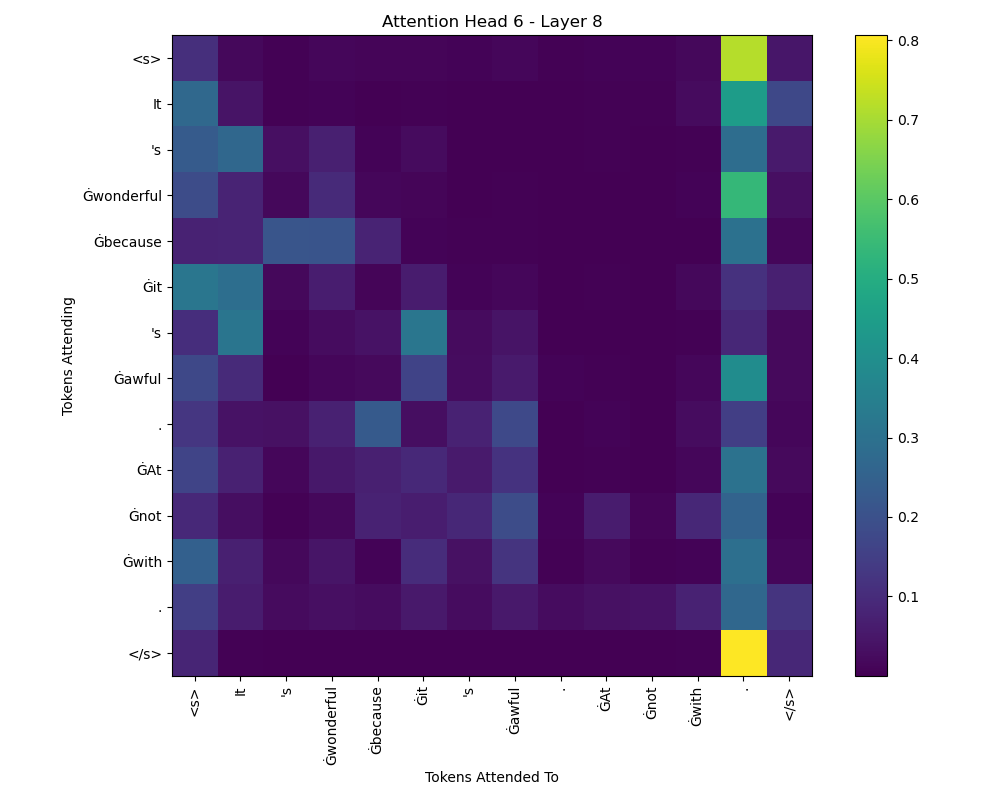 Attention Head 6 - Layer 8
Tokens Attending
<s>
It
's
Ġwonderful
Ġbecause
Ġit
's
Ġawful
.
ĠAt
Ġnot
Ġwith
.
</s>
<s>
It
's
Ġwonderful
Ġbecause
Ġit
's
Ġawful
.
ĠAt
Ġnot
Ġwith
.
</s>
Tokens Attended To
0.8
0.7
0.6
0.5
0.4
0.3
0.2
0.1